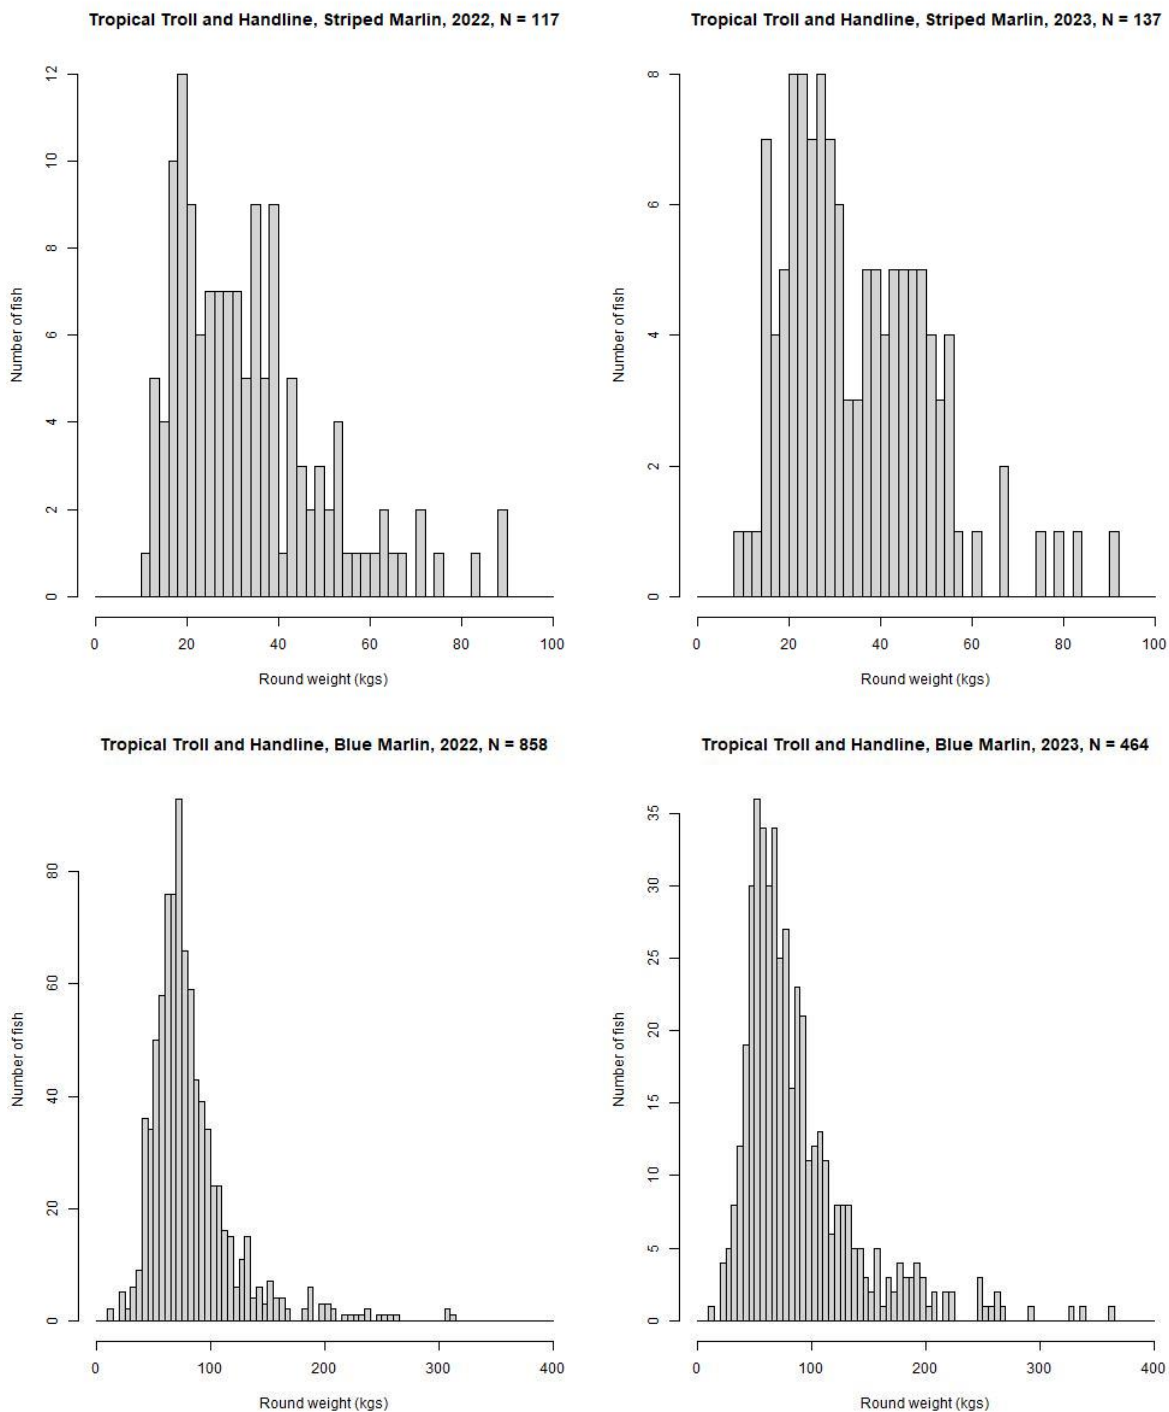 Tropical Troll and Handline, Striped Marlin, 2022, N = 117
Number of fish
12
10
8
6
4
2
0
0 20 40 60 80 100
Round weight (kgs)
Tropical Troll and Handline, Striped Marlin, 2023, N = 137
Number of fish
8
6
4
2
0
0 20 40 60 80 100
Round weight (kgs)
Tropical Troll and Handline, Blue Marlin, 2022, N = 858
Number of fish
80
60
40
20
0
0 100 200 300 400
Round weight (kgs)
Tropical Troll and Handline, Blue Marlin, 2023, N = 464
Number of fish
35
30
25
20
15
10
5
0
0 100 200 300 400
Round weight (kgs)